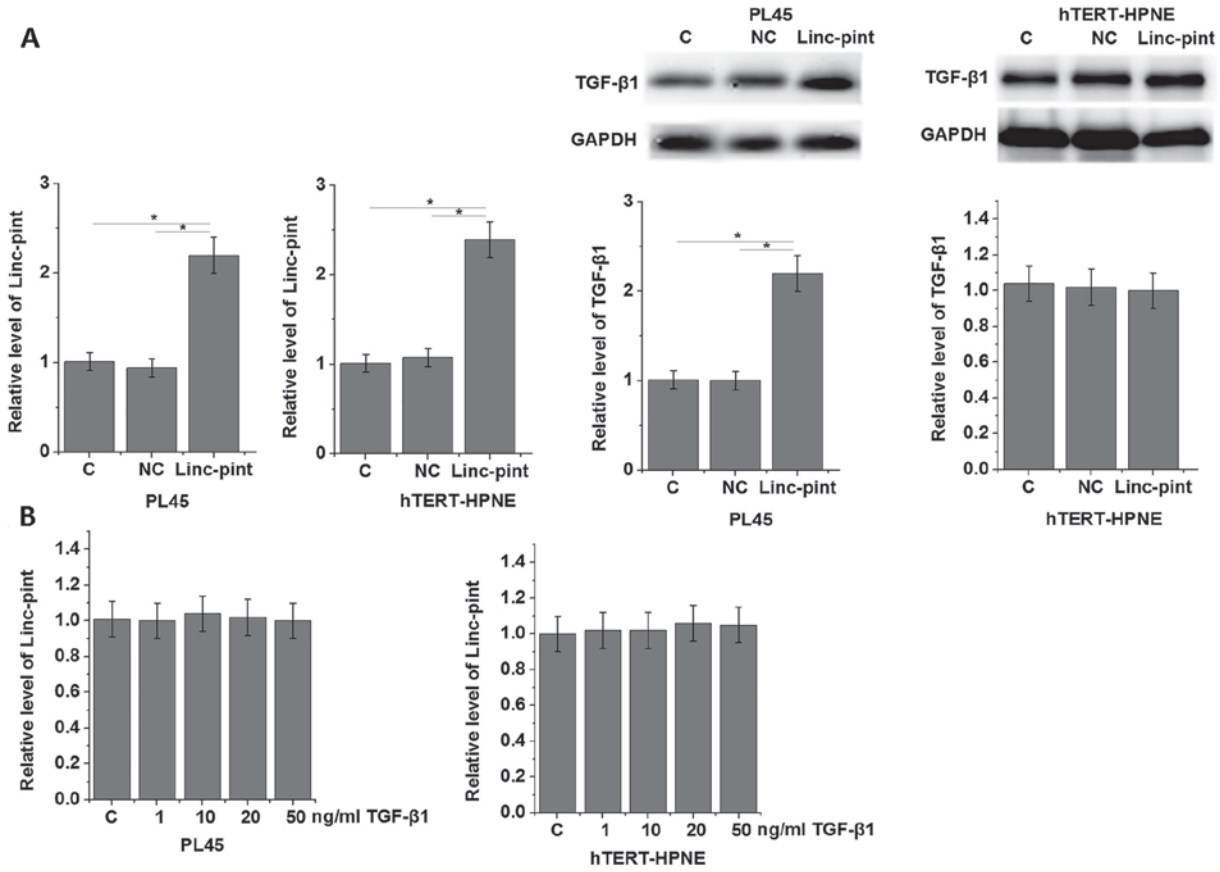 A
PL45
C NC Linc-pint
TGF-β1
GAPDH
hTERT-HPNE
C NC Linc-pint
TGF-β1
GAPDH
Relative level of Linc-pint
3
2
1
0
*
*
C NC Linc-pint
PL45
Relative level of Linc-pint
3
2
1
0
*
*
C NC Linc-pint
hTERT-HPNE
Relative level of TGF-β1
3
2
1
0
*
*
C NC Linc-pint
PL45
Relative level of TGF-β1
1.4
1.2
1.0
0.8
0.6
0.4
0.2
0.0
C NC Linc-pint
hTERT-HPNE
B
Relative level of Linc-pint
1.4
1.2
1.0
0.8
0.6
0.4
0.2
0.0
C 1 10 20 50 ng/ml TGF-β1
PL45
Relative level of Linc-pint
1.4
1.2
1.0
0.8
0.6
0.4
0.2
0.0
C 1 10 20 50 ng/ml TGF-β1
hTERT-HPNE